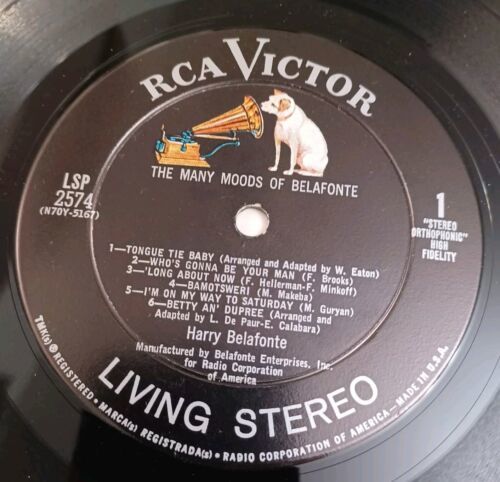 RCA VICTOR
THE MANY MOODS OF BELAFONTE
LSP
2574
(N70Y-5167)
1
"STEREO
ORTHOPHONIC"
HIGH
FIDELITY
1—TONGUE TIE BABY (Arranged and Adapted by W. Eaton)
2—WHO'S GONNA BE YOUR MAN (F. Brooks)
3—'LONG ABOUT NOW (F. Hellerman-F. Minkoff)
4—BAMOTSWERI (M. Makeba)
5—I'M ON MY WAY TO SATURDAY (M. Guryan)
6—BETTY AN' DUPREE (Arranged and
Adapted by L. De Paur-E. Calabara)
Harry Belafonte
Manufactured by Belafonte Enterprises, Inc.
for Radio Corporation
of America
LIVING STEREO
TMK(s) ® REGISTERED • MARCA(s) REGISTRADA(s) • RADIO CORPORATION OF AMERICA—MADE IN U.S.A.